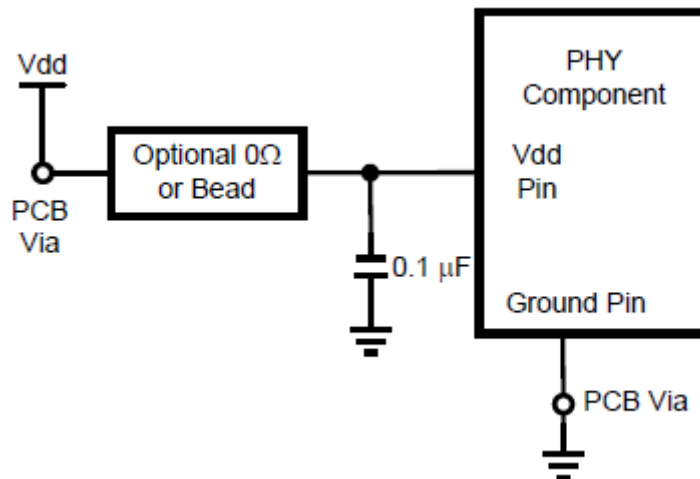 Vdd
PCB
Via
Optional 0Ω
or Bead
0.1 μF
PHY
Component
Vdd
Pin
Ground Pin
PCB Via